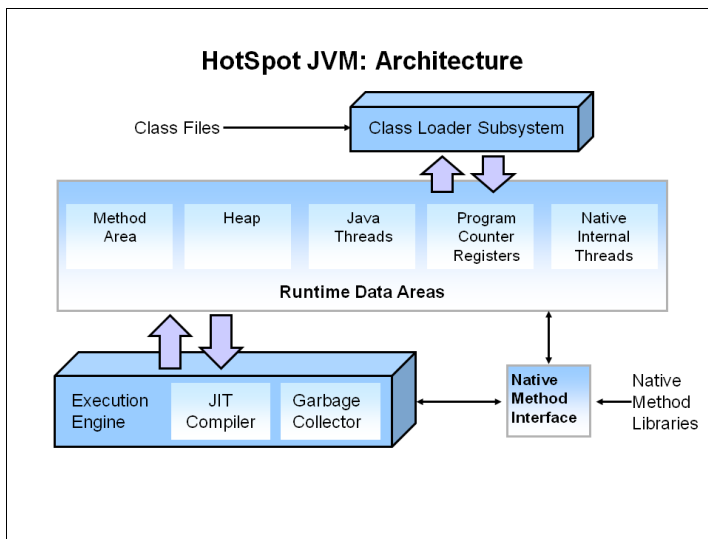 HotSpot JVM: Architecture
Class Files
Class Loader Subsystem
Method
Area
Heap
Java
Threads
Program
Counter
Registers
Native
Internal
Threads
Runtime Data Areas
Execution
Engine
JIT
Compiler
Garbage
Collector
Native
Method
Interface
Native
Method
Libraries